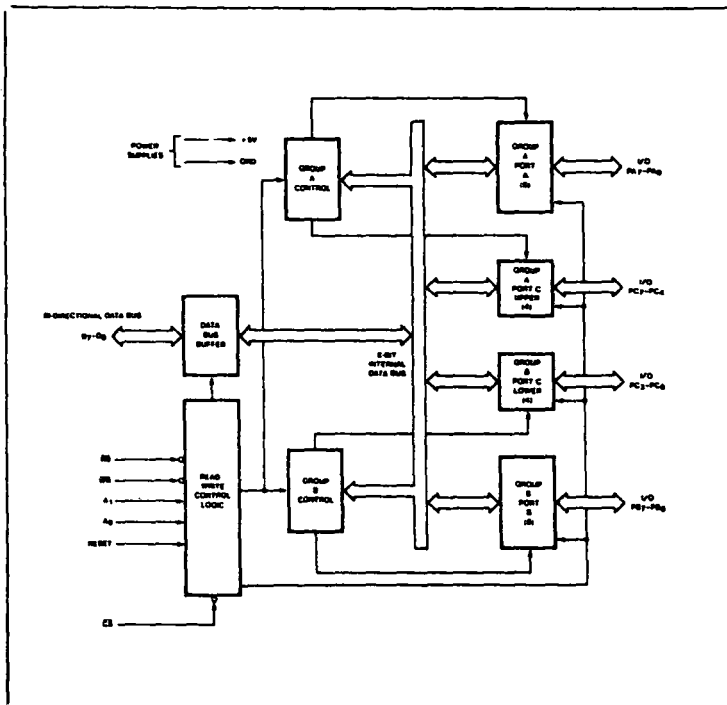 POWER
SUPPLIES
+5V
GND
GROUP
A
CONTROL
GROUP
A
PORT
A
(8)
I/O
PA7-PA0
GROUP
A
PORT C
UPPER
(4)
I/O
PC7-PC4
BI-DIRECTIONAL DATA BUS
D7-D0
DATA
BUS
BUFFER
8-BIT
INTERNAL
DATA BUS
PORT C
LOWER
(4)
I/O
PC3-PC0
RD
WR
A1
A0
RESET
CS
READ
WRITE
CONTROL
LOGIC
GROUP
B
CONTROL
GROUP
B
PORT
B
(8)
I/O
PB7-PB0